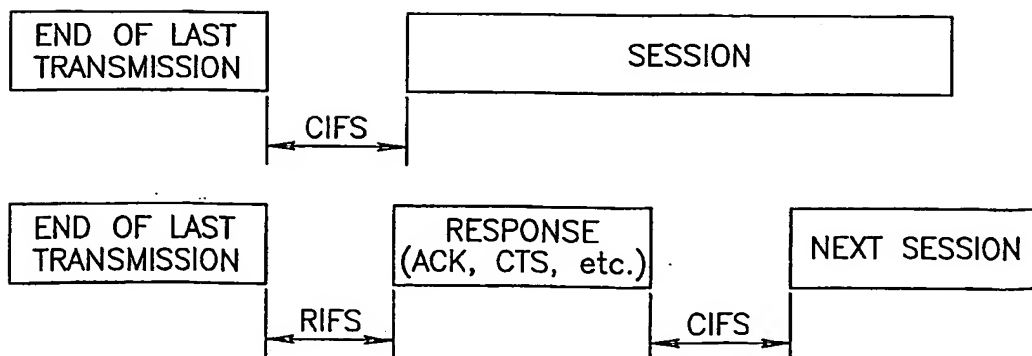 END OF LAST
TRANSMISSION
SESSION
CIFS
END OF LAST
TRANSMISSION
RESPONSE
(ACK, CTS, etc.)
NEXT SESSION
RIFS
CIFS